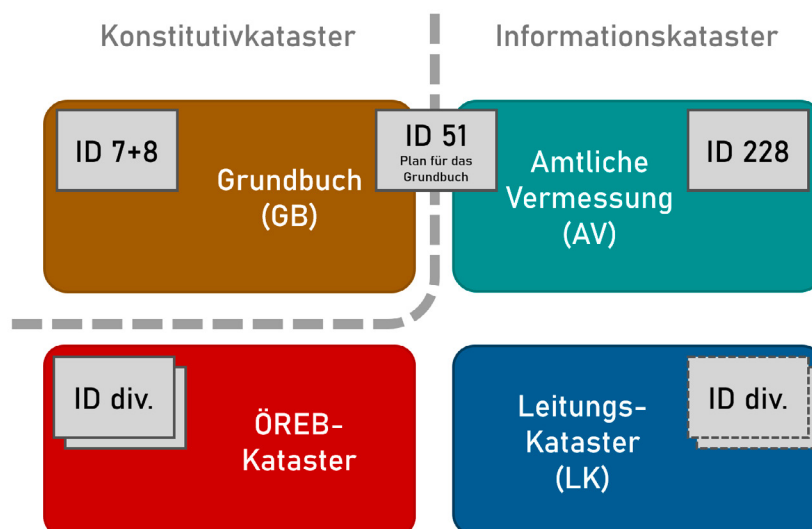 Konstitutivkataster
Informationskataster
ID 7+8
Grundbuch
(GB)
ID 51
Plan für das
Grundbuch
Amtliche
Vermessung
(AV)
ID 228
ID div.
ÖREB-
Kataster
Leitungs-
Kataster
(LK)
ID div.